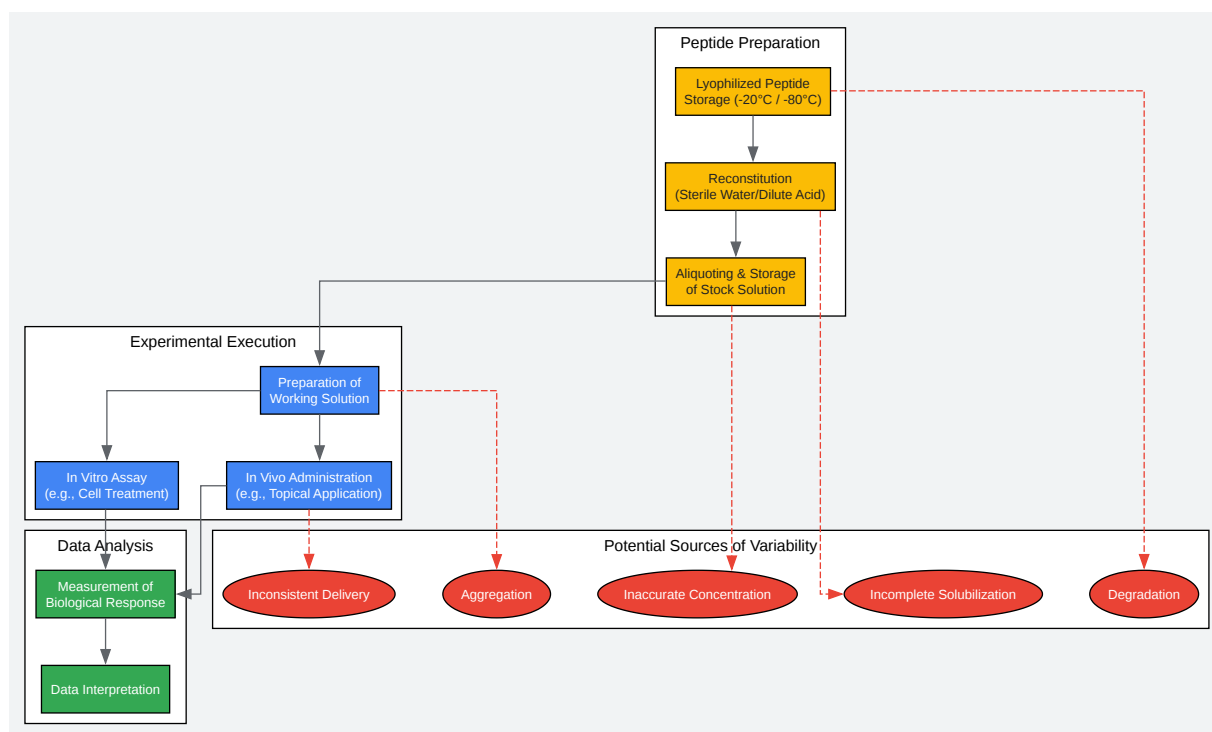 Peptide Preparation
Lyophilized Peptide
Storage (-20°C / -80°C)
Reconstitution
(Sterile Water/Dilute Acid)
Aliquoting & Storage
of Stock Solution
Experimental Execution
Preparation of
Working Solution
In Vitro Assay
(e.g., Cell Treatment)
In Vivo Administration
(e.g., Topical Application)
Data Analysis
Measurement of
Biological Response
Data Interpretation
Potential Sources of Variability
Inconsistent Delivery
Aggregation
Inaccurate Concentration
Incomplete Solubilization
Degradation